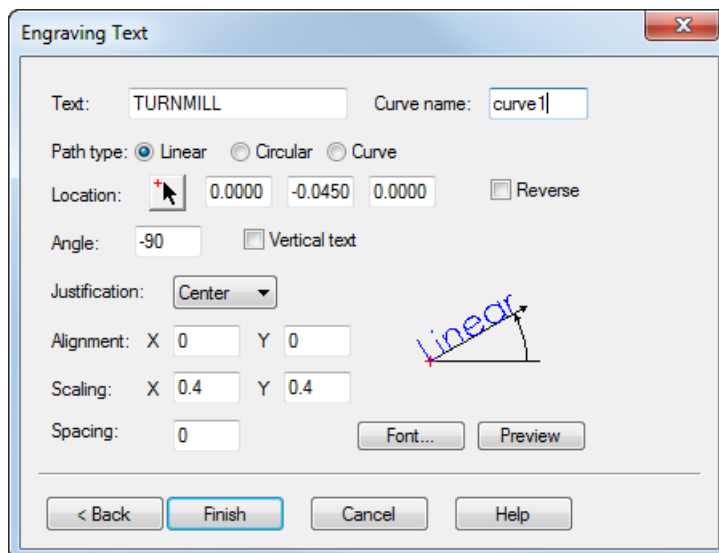 Engraving Text
Text: TURNMILL Curve name: curve1
Path type: Linear Circular Curve
Location: 0.0000 -0.0450 0.0000 Reverse
Angle: -90 Vertical text
Justification: Center
Alignment: X 0 Y 0
linear
Scaling: X 0.4 Y 0.4
Spacing: 0 Font... Preview
< Back Finish Cancel Help